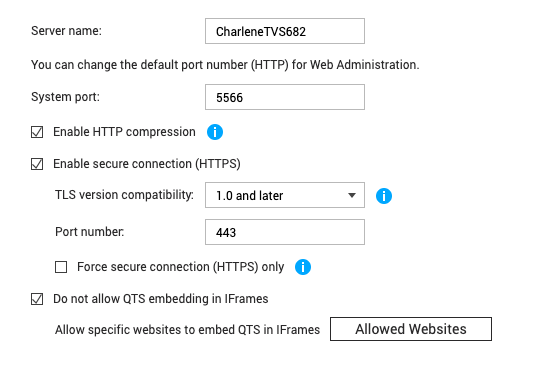 Server name: CharleneTVS682
You can change the default port number (HTTP) for Web Administration.
System port: 5566
Enable HTTP compression
Enable secure connection (HTTPS)
TLS version compatibility: 1.0 and later
Port number: 443
Force secure connection (HTTPS) only
Do not allow QTS embedding in IFrames
Allow specific websites to embed QTS in IFrames Allowed Websites